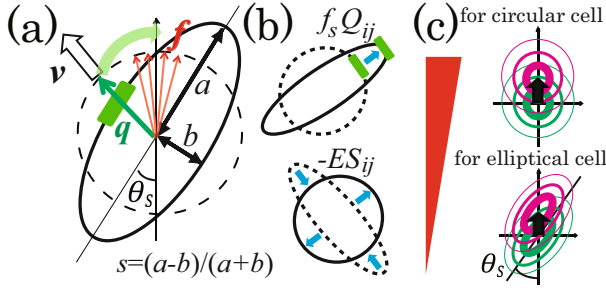 (a)
f
v
a
q
b
θs
s=(a-b)/(a+b)
(b)
fsQij
-ESij
(c)
for circular cell
for elliptical cell
θs